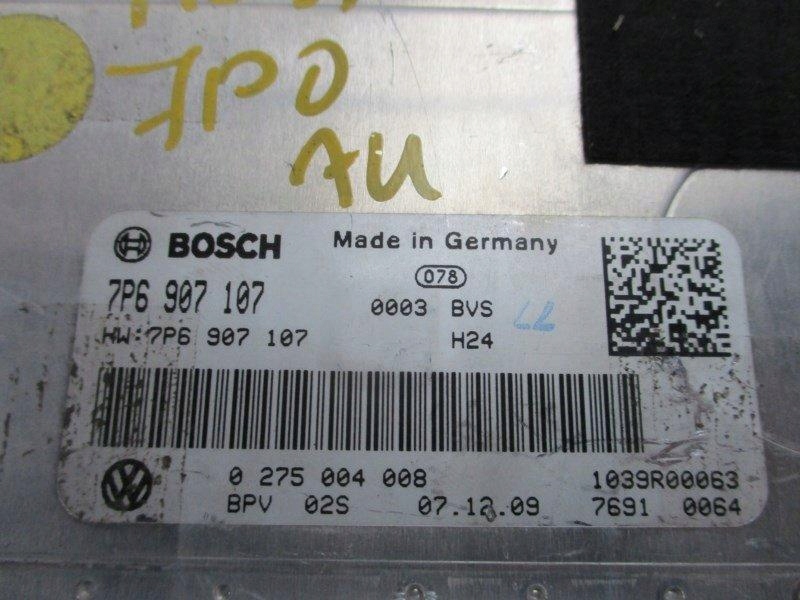 AU
BOSCH Made in Germany
078
7P6 907 107 0003 BVS
HW:7P6 907 107 H24
0 275 004 008 1039R00063
BPV 02S 07.12.09 7691 0064